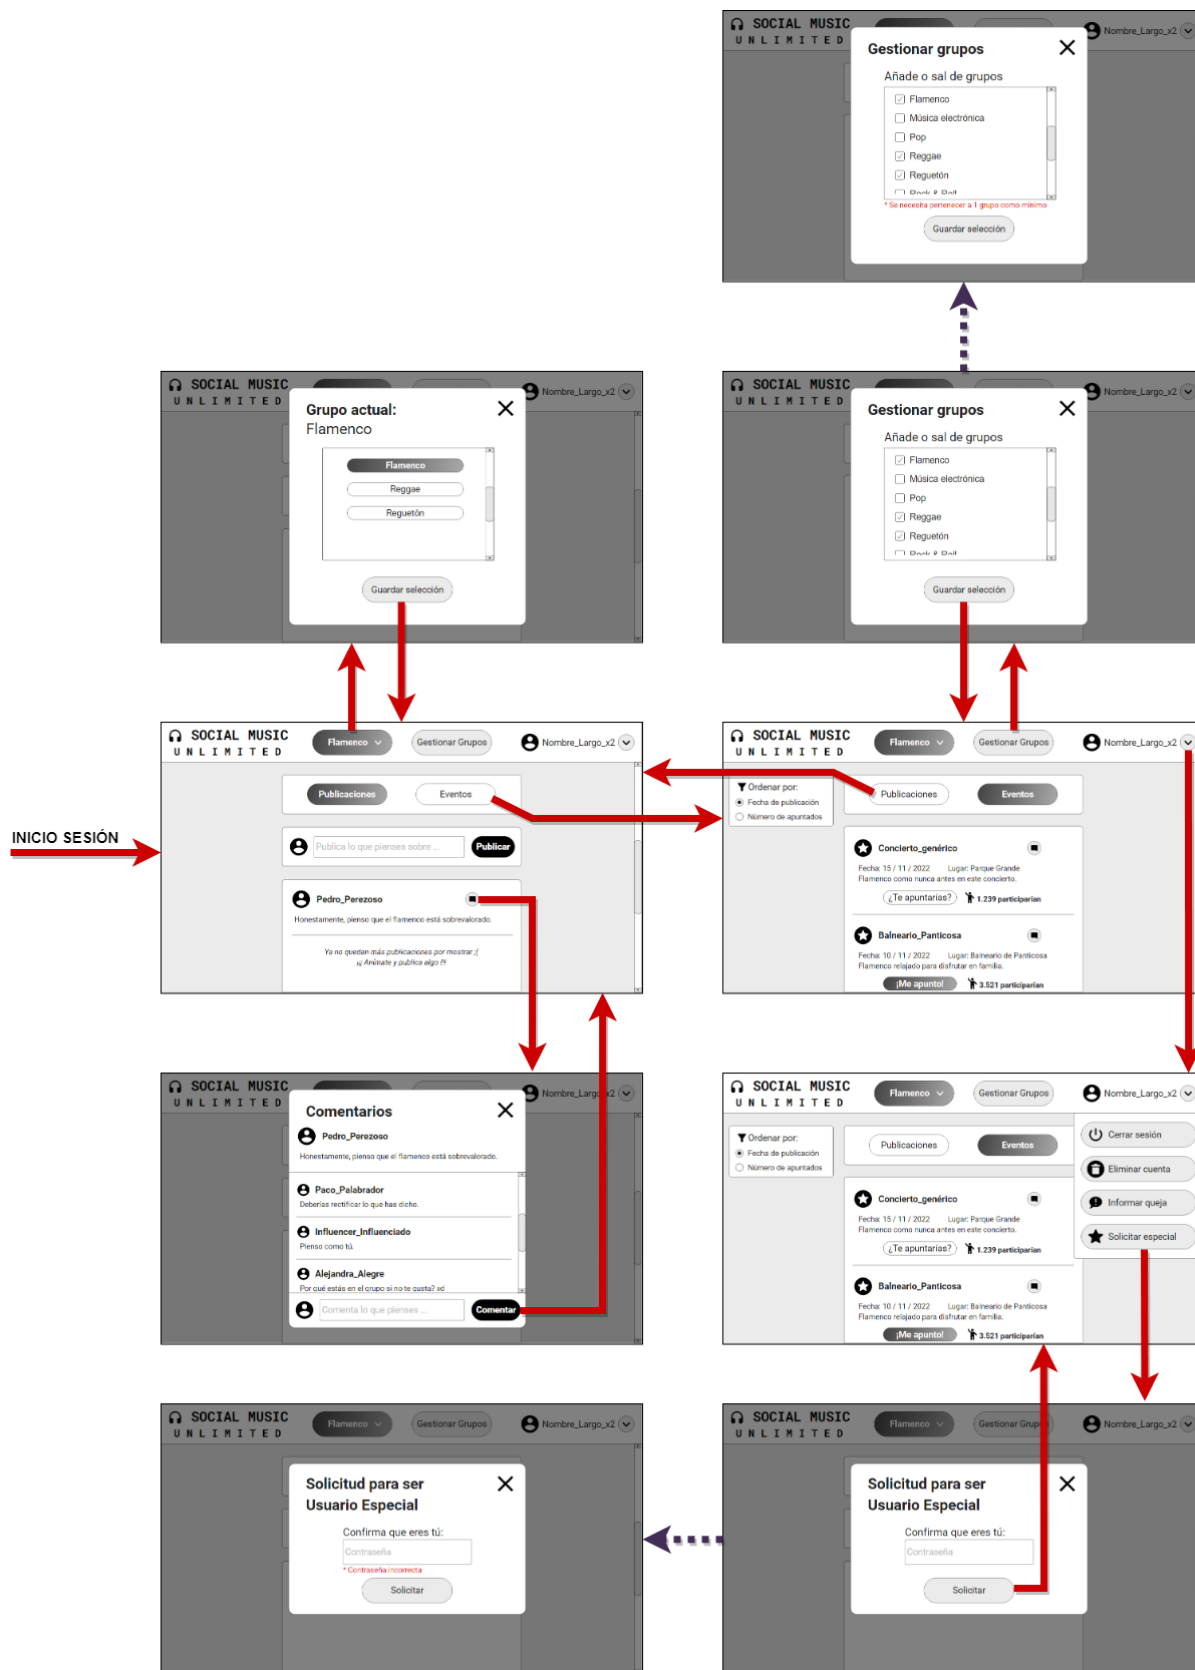 SOCIAL MUSIC
UNLIMITED
Nombre_Largo_x2
Gestionar grupos
Añade o sal de grupos
Flamenco
Música electrónica
Pop
Reggae
Reguetón
Rock & Roll
* Se necesita pertenecer a 1 grupo como mínimo
Guardar selección
SOCIAL MUSIC
UNLIMITED
Nombre_Largo_x2
Grupo actual:
Flamenco
Flamenco
Reggae
Reguetón
Guardar selección
SOCIAL MUSIC
UNLIMITED
Nombre_Largo_x2
Gestionar grupos
Añade o sal de grupos
Flamenco
Música electrónica
Pop
Reggae
Reguetón
Rock & Roll
Guardar selección
INICIO SESIÓN
SOCIAL MUSIC
UNLIMITED
Flamenco
Gestionar Grupos
Nombre_Largo_x2
Publicaciones
Eventos
Publica lo que pienses sobre ...
Publicar
Pedro_Perezoso
Honestamente, pienso que el flamenco está sobrevalorado.
Ya no quedan más publicaciones por mostrar ;(
¡¡ Anímate y publica algo !!
SOCIAL MUSIC
UNLIMITED
Flamenco
Gestionar Grupos
Nombre_Largo_x2
Ordenar por:
Fecha de publicación
Número de apuntados
Publicaciones
Eventos
Concierto_genérico
Fecha: 15 / 11 / 2022 Lugar: Parque Grande
Flamenco como nunca antes en este concierto.
¿Te apuntarías?
1.239 participarían
Balneario_Panticosa
Fecha: 10 / 11 / 2022 Lugar: Balneario de Panticosa
Flamenco relajado para disfrutar en familia.
¡Me apunto!
3.521 participarían
SOCIAL MUSIC
UNLIMITED
Nombre_Largo_x2
Comentarios
Pedro_Perezoso
Honestamente, pienso que el flamenco está sobrevalorado.
Paco_Palabrador
Deberías rectificar lo que has dicho.
Influencer_Influenciado
Pienso como tú.
Alejandra_Alegre
Por qué estás en el grupo si no te gusta? xd
Comenta lo que pienses ...
Comentar
SOCIAL MUSIC
UNLIMITED
Flamenco
Gestionar Grupos
Nombre_Largo_x2
Ordenar por:
Fecha de publicación
Número de apuntados
Publicaciones
Eventos
Cerrar sesión
Eliminar cuenta
Informar queja
Solicitar especial
Concierto_genérico
Fecha: 15 / 11 / 2022 Lugar: Parque Grande
Flamenco como nunca antes en este concierto.
¿Te apuntarías?
1.239 participarían
Balneario_Panticosa
Fecha: 10 / 11 / 2022 Lugar: Balneario de Panticosa
Flamenco relajado para disfrutar en familia.
¡Me apunto!
3.521 participarían
SOCIAL MUSIC
UNLIMITED
Flamenco
Gestionar Grupos
Nombre_Largo_x2
Solicitud para ser
Usuario Especial
Confirma que eres tú:
Contraseña
* Contraseña incorrecta
Solicitar
SOCIAL MUSIC
UNLIMITED
Flamenco
Gestionar Grupos
Nombre_Largo_x2
Solicitud para ser
Usuario Especial
Confirma que eres tú:
Contraseña
Solicitar